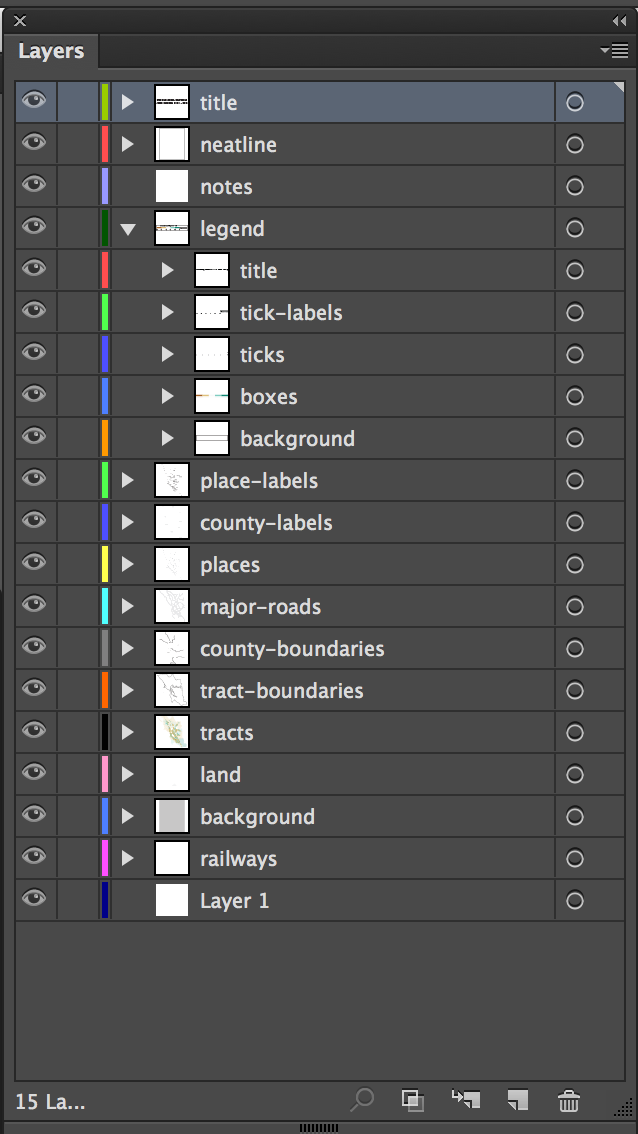 Layers
title
neatline
notes
legend
title
tick-labels
ticks
boxes
background
place-labels
county-labels
places
major-roads
county-boundaries
tract-boundaries
tracts
land
background
railways
Layer 1
15 La...